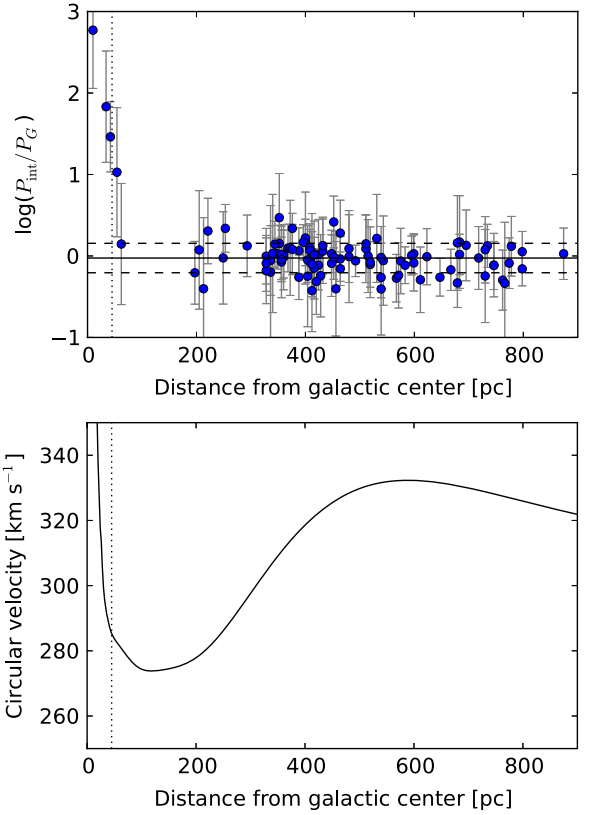 3
2
1
0
−1
log(P_int/P_G)
0 200 400 600 800
Distance from galactic center [pc]
340
320
300
280
260
Circular velocity [km s⁻¹]
0 200 400 600 800
Distance from galactic center [pc]